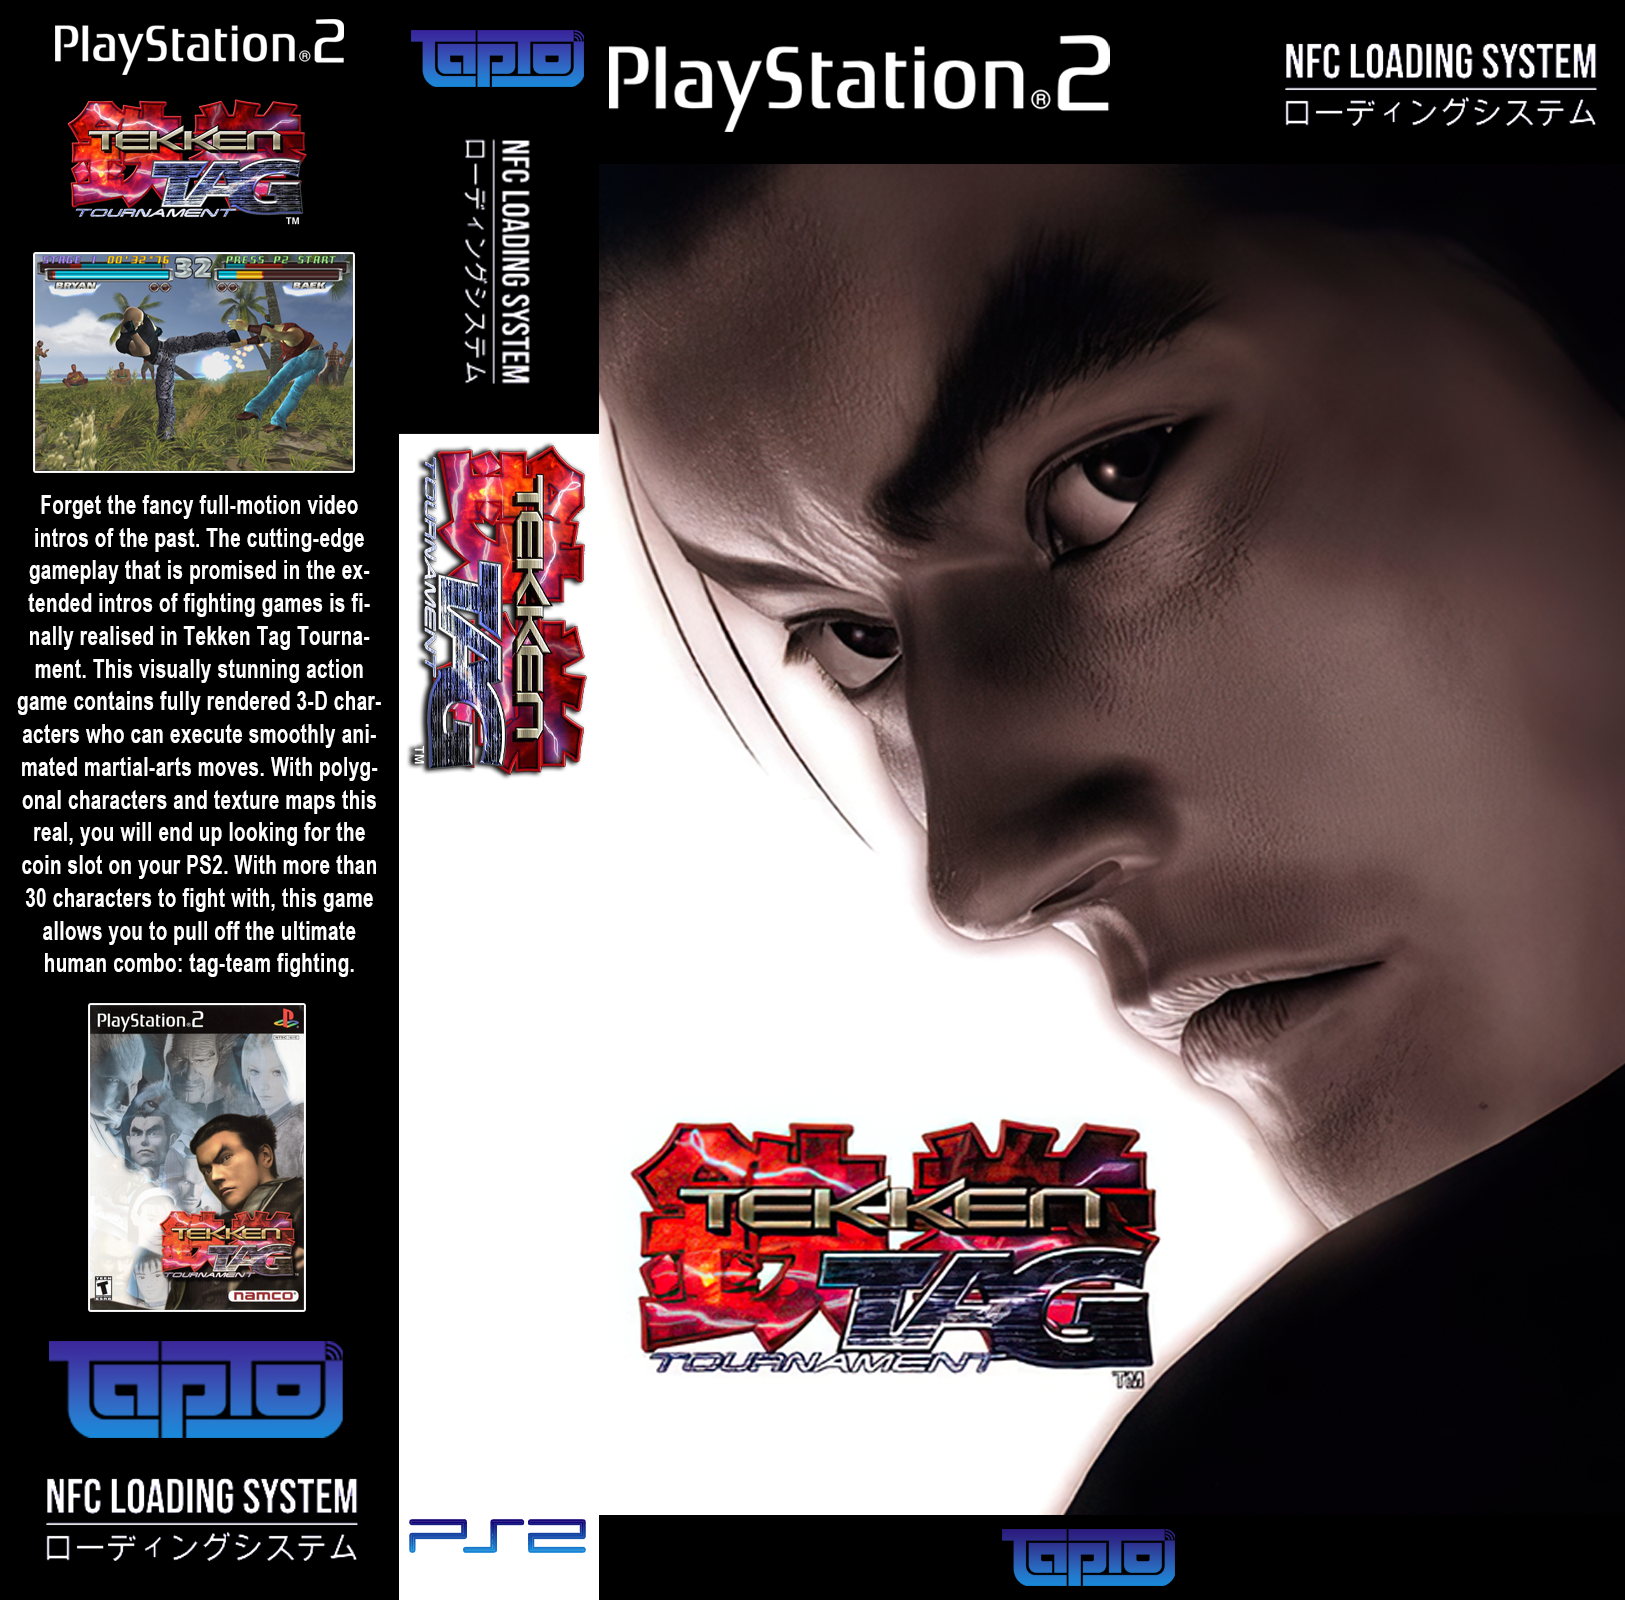 PlayStation®2
TEKKEN
TAG
TOURNAMENT
TM
STAGE 1 00'32"76 32 PRESS P2 START
BRYAN BAEK
Forget the fancy full-motion video
intros of the past. The cutting-edge
gameplay that is promised in the ex-
tended intros of fighting games is fi-
nally realised in Tekken Tag Tourna-
ment. This visually stunning action
game contains fully rendered 3-D char-
acters who can execute smoothly ani-
mated martial-arts moves. With polyg-
onal characters and texture maps this
real, you will end up looking for the
coin slot on your PS2. With more than
30 characters to fight with, this game
allows you to pull off the ultimate
human combo: tag-team fighting.
PlayStation®2
TEKKEN
TAG
TOURNAMENT
namco
TapTo
NFC LOADING SYSTEM
ローディングシステム
TapTo
NFC LOADING SYSTEM
ローディングシステム
TEKKEN
TAG
TOURNAMENT
TM
PS2
PlayStation®2
NFC LOADING SYSTEM
ローディングシステム
TEKKEN
TAG
TOURNAMENT
TM
TapTo